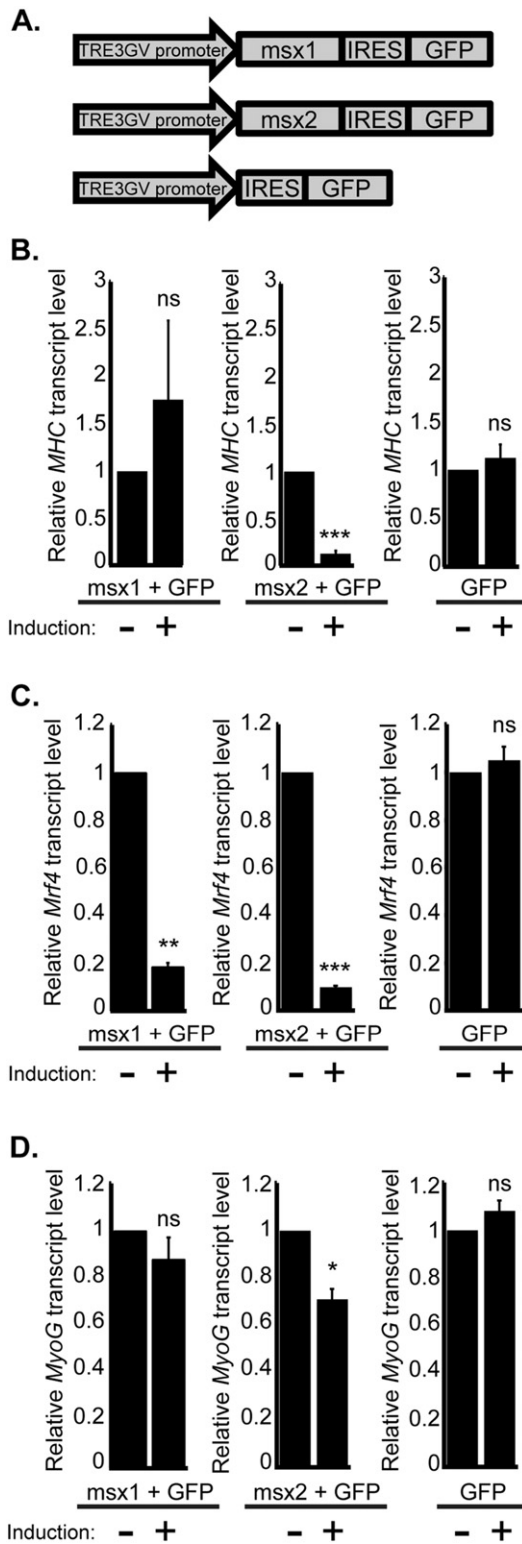 A.
TRE3GV promoter msx1 IRES GFP
TRE3GV promoter msx2 IRES GFP
TRE3GV promoter IRES GFP
B.
Relative MHC transcript level
3
2.5
2
1.5
1
0.5
0
ns
msx1 + GFP
Relative MHC transcript level
3
2.5
2
1.5
1
0.5
0
***
msx2 + GFP
Relative MHC transcript level
3
2.5
2
1.5
1
0.5
0
ns
GFP
Induction: - + - + - +
C.
Relative Mrf4 transcript level
1.2
1
0.8
0.6
0.4
0.2
0
**
msx1 + GFP
Relative Mrf4 transcript level
1.2
1
0.8
0.6
0.4
0.2
0
***
msx2 + GFP
Relative Mrf4 transcript level
1.2
1
0.8
0.6
0.4
0.2
0
ns
GFP
Induction: - + - + - +
D.
Relative MyoG transcript level
1.2
1
0.8
0.6
0.4
0.2
0
ns
msx1 + GFP
Relative MyoG transcript level
1.2
1
0.8
0.6
0.4
0.2
0
*
msx2 + GFP
Relative MyoG transcript level
1.2
1
0.8
0.6
0.4
0.2
0
ns
GFP
Induction: - + - + - +